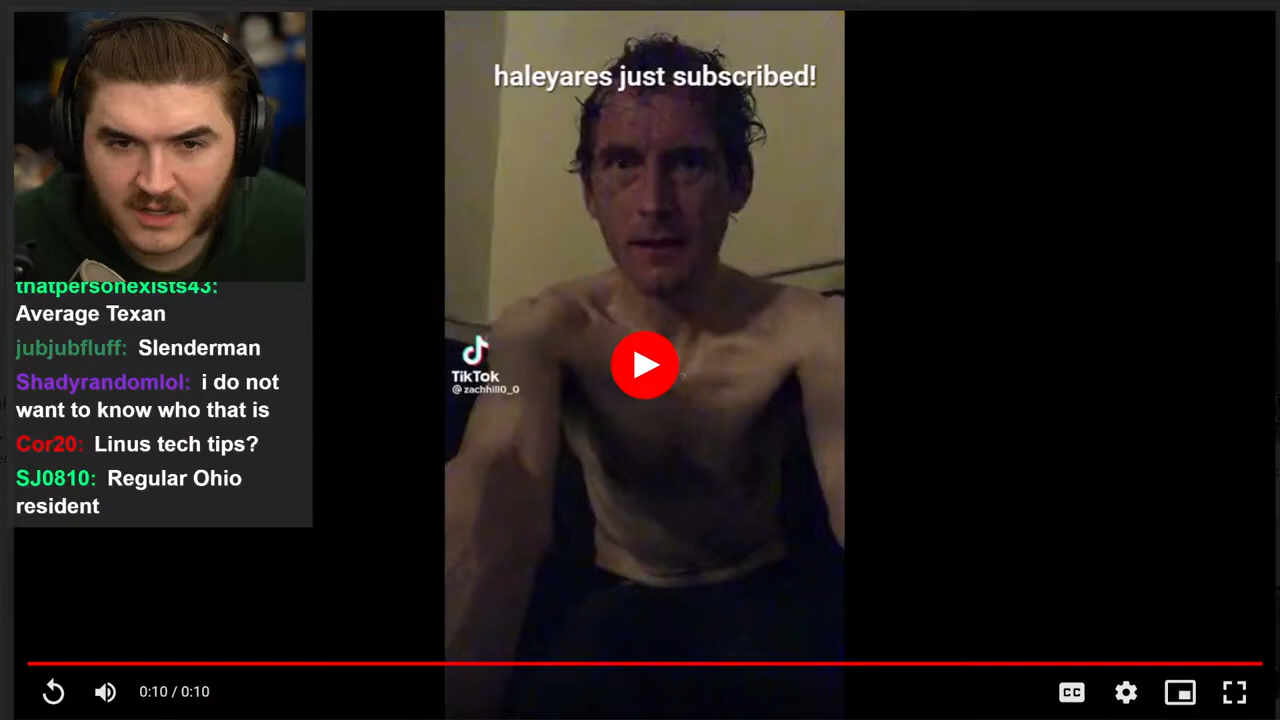 haleyares just subscribed!
thatpersonexists43:
Average Texan
jubjubfluff: Slenderman
Shadyrandomlol: i do not
want to know who that is
Cor20: Linus tech tips?
SJ0810: Regular Ohio
resident
TikTok
@zachhill0_0
0:10 / 0:10
CC